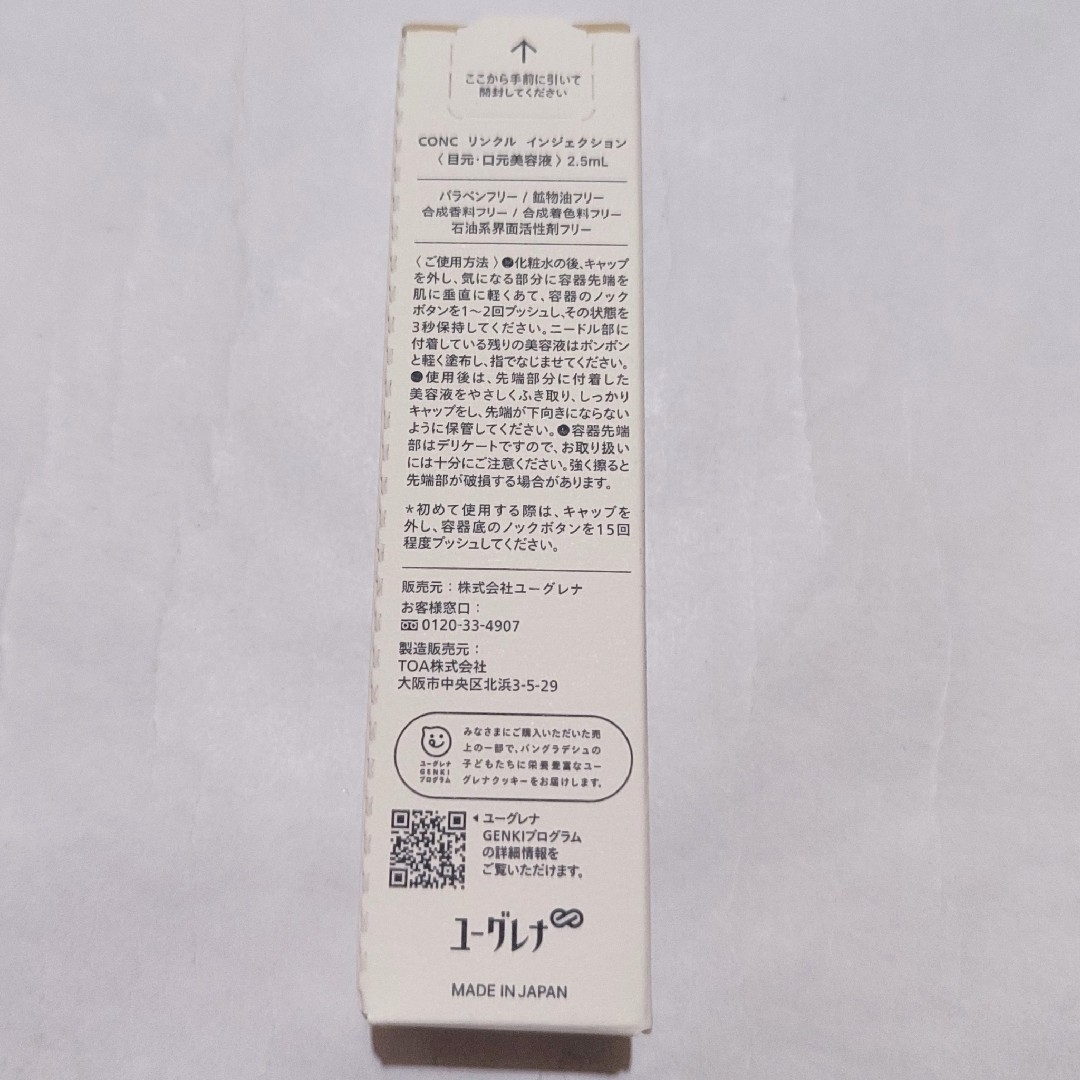 ↑
ここから手前に引いて
開封してください
CONC リンクル インジェクション
〈目元・口元美容液〉2.5mL
パラベンフリー / 鉱物油フリー
合成香料フリー / 合成着色料フリー
石油系界面活性剤フリー
〈ご使用方法〉●化粧水の後、キャップ
を外し、気になる部分に容器先端を
肌に垂直に軽くあて、容器のノック
ボタンを1〜2回プッシュし、その状態を
3秒保持してください。ニードル部に
付着している残りの美容液はポンポン
と軽く塗布し、指でなじませてください。
●使用後は、先端部分に付着した
美容液をやさしくふき取り、しっかり
キャップをし、先端が下向きにならない
ように保管してください。●容器先端
部はデリケートですので、お取り扱い
には十分にご注意ください。強く擦ると
先端部が破損する場合があります。
*初めて使用する際は、キャップを
外し、容器底のノックボタンを15回
程度プッシュしてください。
販売元：株式会社ユーグレナ
お客様窓口：
0120-33-4907
製造販売元：
TOA株式会社
大阪市中央区北浜3-5-29
ユーグレナ
GENKI
プログラム
みなさまにご購入いただいた売
上の一部で、バングラデシュの
子どもたちに栄養豊富なユー
グレナクッキーをお届けします。
◀ユーグレナ
GENKIプログラム
の詳細情報を
ご覧いただけます。
ユーグレナ
MADE IN JAPAN